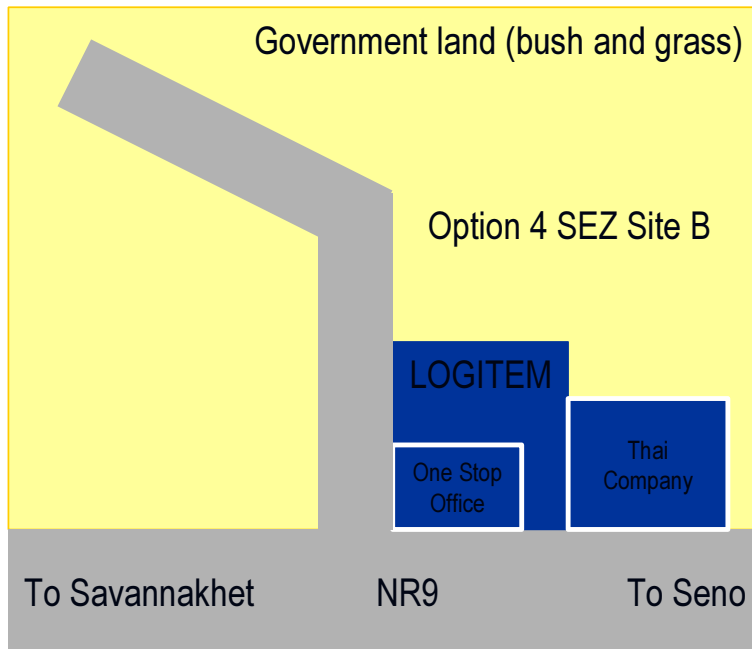 Government land (bush and grass)
Option 4 SEZ Site B
LOGITEM
One Stop
Office
Thai
Company
To Savannakhet NR9 To Seno